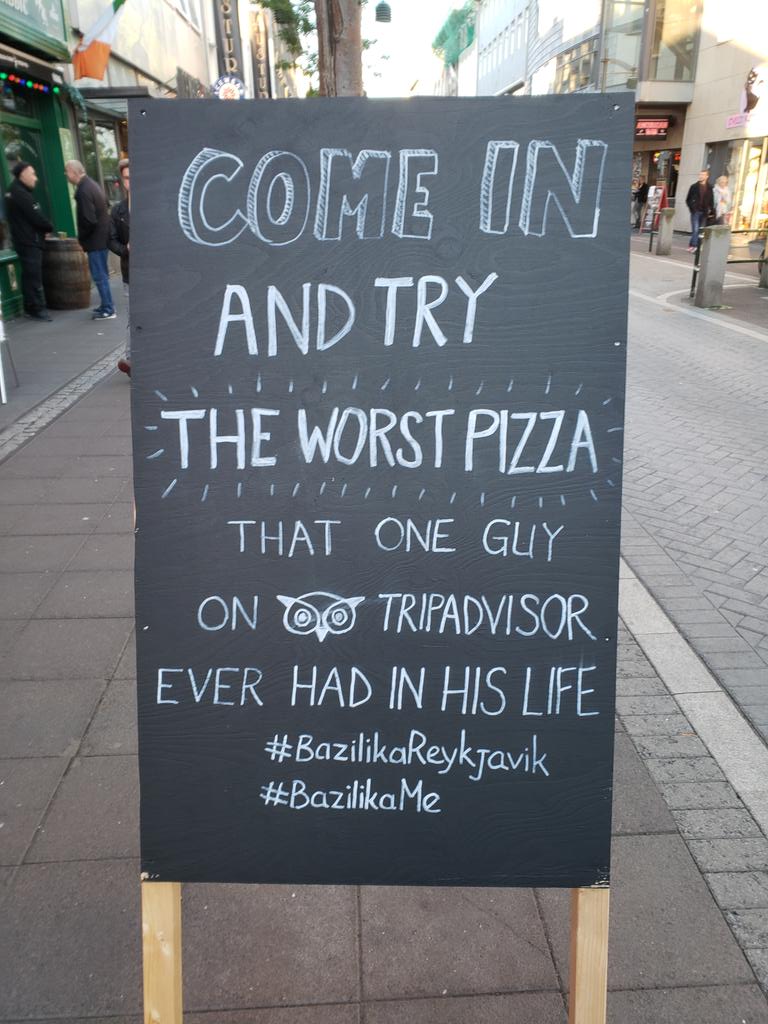 COME IN
AND TRY
THE WORST PIZZA
THAT ONE GUY
ON TRIPADVISOR
EVER HAD IN HIS LIFE
#BazilikaReykjavik
#BazilikaMe